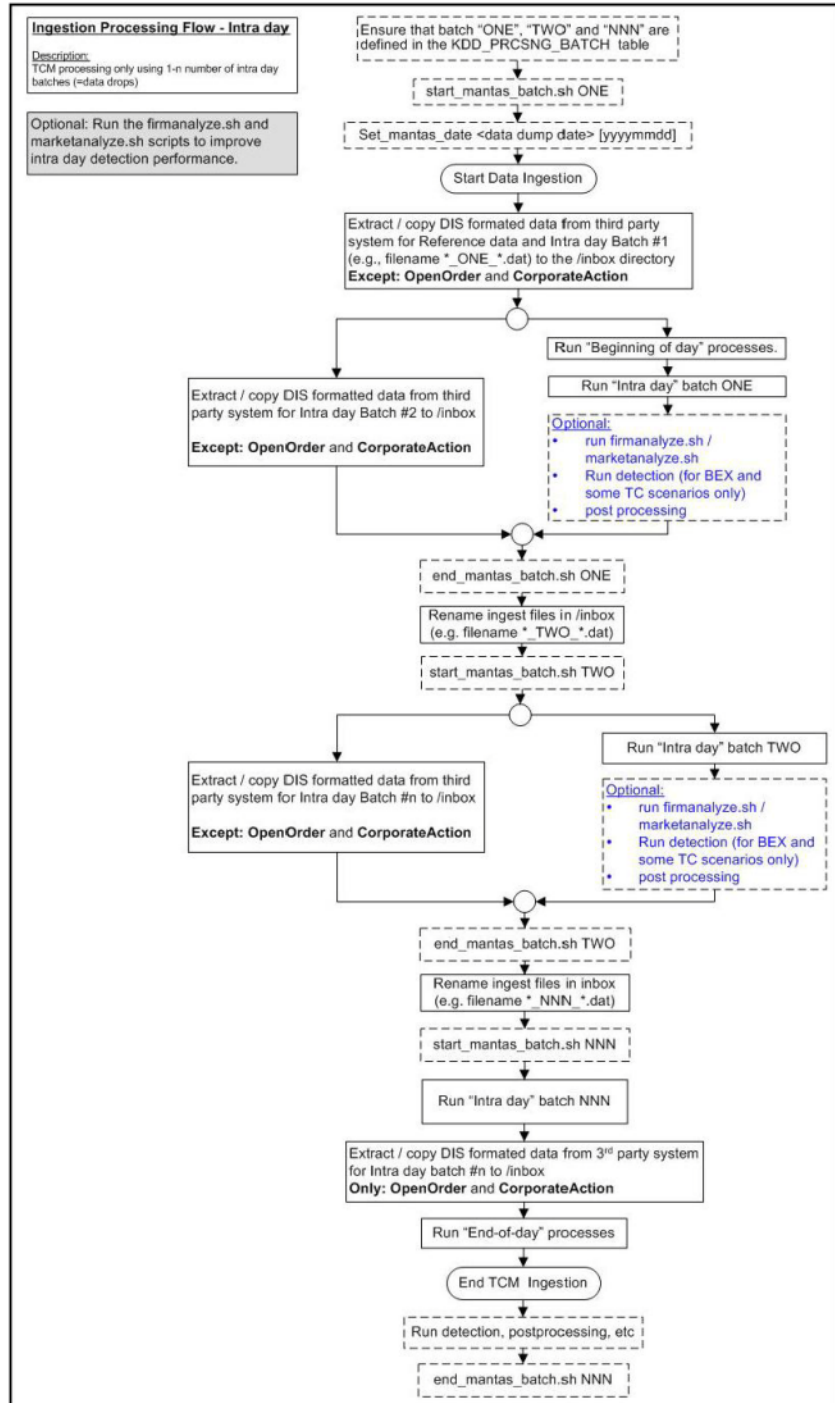 Ingestion Processing Flow - Intra day
Description:
TCM processing only using 1-n number of intra day
batches (=data drops)
Optional: Run the firmanalyze.sh and
marketanalyze.sh scripts to improve
intra day detection performance.
Ensure that batch “ONE”, “TWO” and “NNN” are
defined in the KDD_PRCSNG_BATCH table
start_mantas_batch.sh ONE
Set_mantas_date <data dump date> [yyyymmdd]
Start Data Ingestion
Extract / copy DIS formated data from third party
system for Reference data and Intra day Batch #1
(e.g., filename *_ONE_*.dat) to the /inbox directory
Except: OpenOrder and CorporateAction
Run “Beginning of day” processes.
Run “Intra day” batch ONE
Extract / copy DIS formatted data from third
party system for Intra day Batch #2 to /inbox
Except: OpenOrder and CorporateAction
Optional:
• run firmanalyze.sh /
marketanalyze.sh
• Run detection (for BEX and
some TC scenarios only)
• post processing
end_mantas_batch.sh ONE
Rename ingest files in /inbox
(e.g. filename *_TWO_*.dat)
start_mantas_batch.sh TWO
Run “Intra day” batch TWO
Extract / copy DIS formatted data from third
party system for Intra day Batch #n to /inbox
Except: OpenOrder and CorporateAction
Optional:
• run firmanalyze.sh /
marketanalyze.sh
• Run detection (for BEX and
some TC scenarios only)
• post processing
end_mantas_batch.sh TWO
Rename ingest files in inbox
(e.g. filename *_NNN_*.dat)
start_mantas_batch.sh NNN
Run “Intra day” batch NNN
Extract / copy DIS formated data from 3rd party system
for Intra day batch #n to /inbox
Only: OpenOrder and CorporateAction
Run “End-of-day” processes
End TCM Ingestion
Run detection, postprocessing, etc
end_mantas_batch.sh NNN